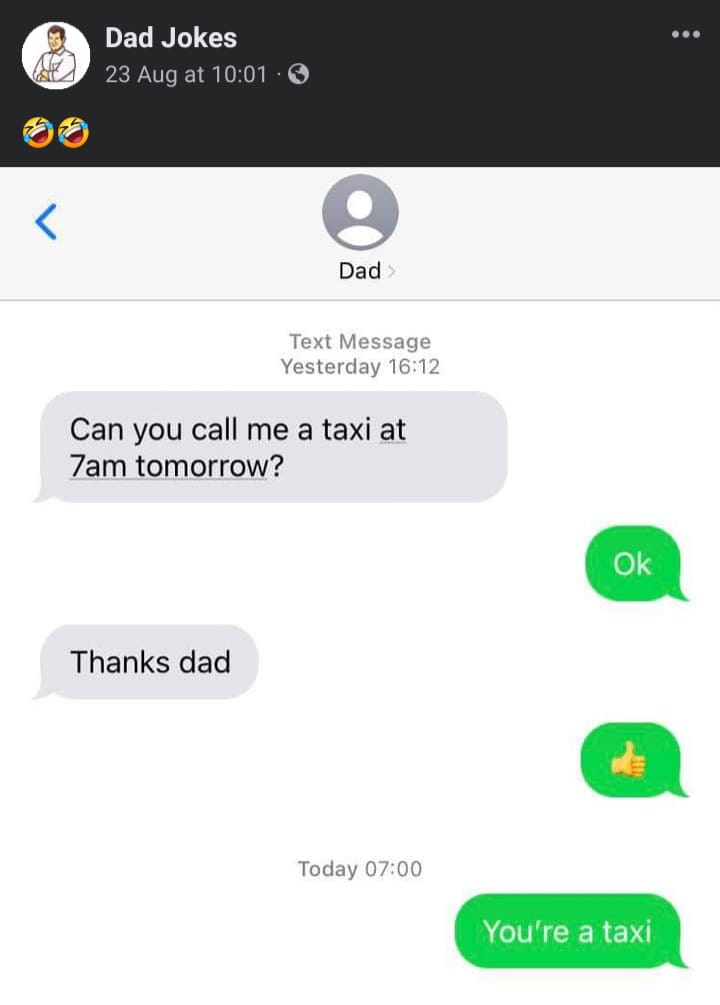 Dad Jokes
23 Aug at 10:01 ·
🤣🤣
Dad
Text Message
Yesterday 16:12
Can you call me a taxi at
7am tomorrow?
Ok
Thanks dad
👍
Today 07:00
You're a taxi